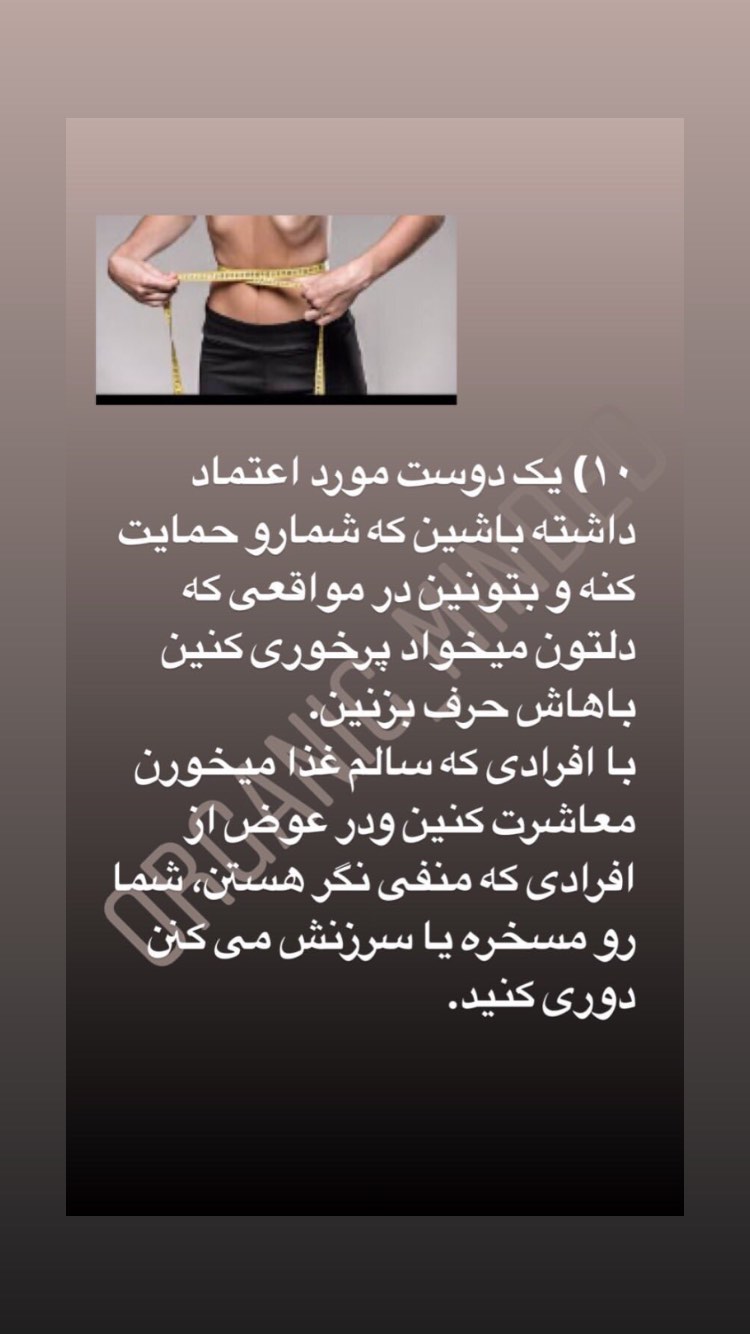 ۱۰) یک دوست مورد اعتماد
داشته باشین که شمارو حمایت
کنه و بتونین در مواقعی که
دلتون میخواد پرخوری کنین
باهاش حرف بزنین.
با افرادی که سالم غذا میخورن
معاشرت کنین ودر عوض از
افرادی که منفی نگر هستن، شما
رو مسخره یا سرزنش می کنن
دوری کنید.
ORGANIC_MINDED